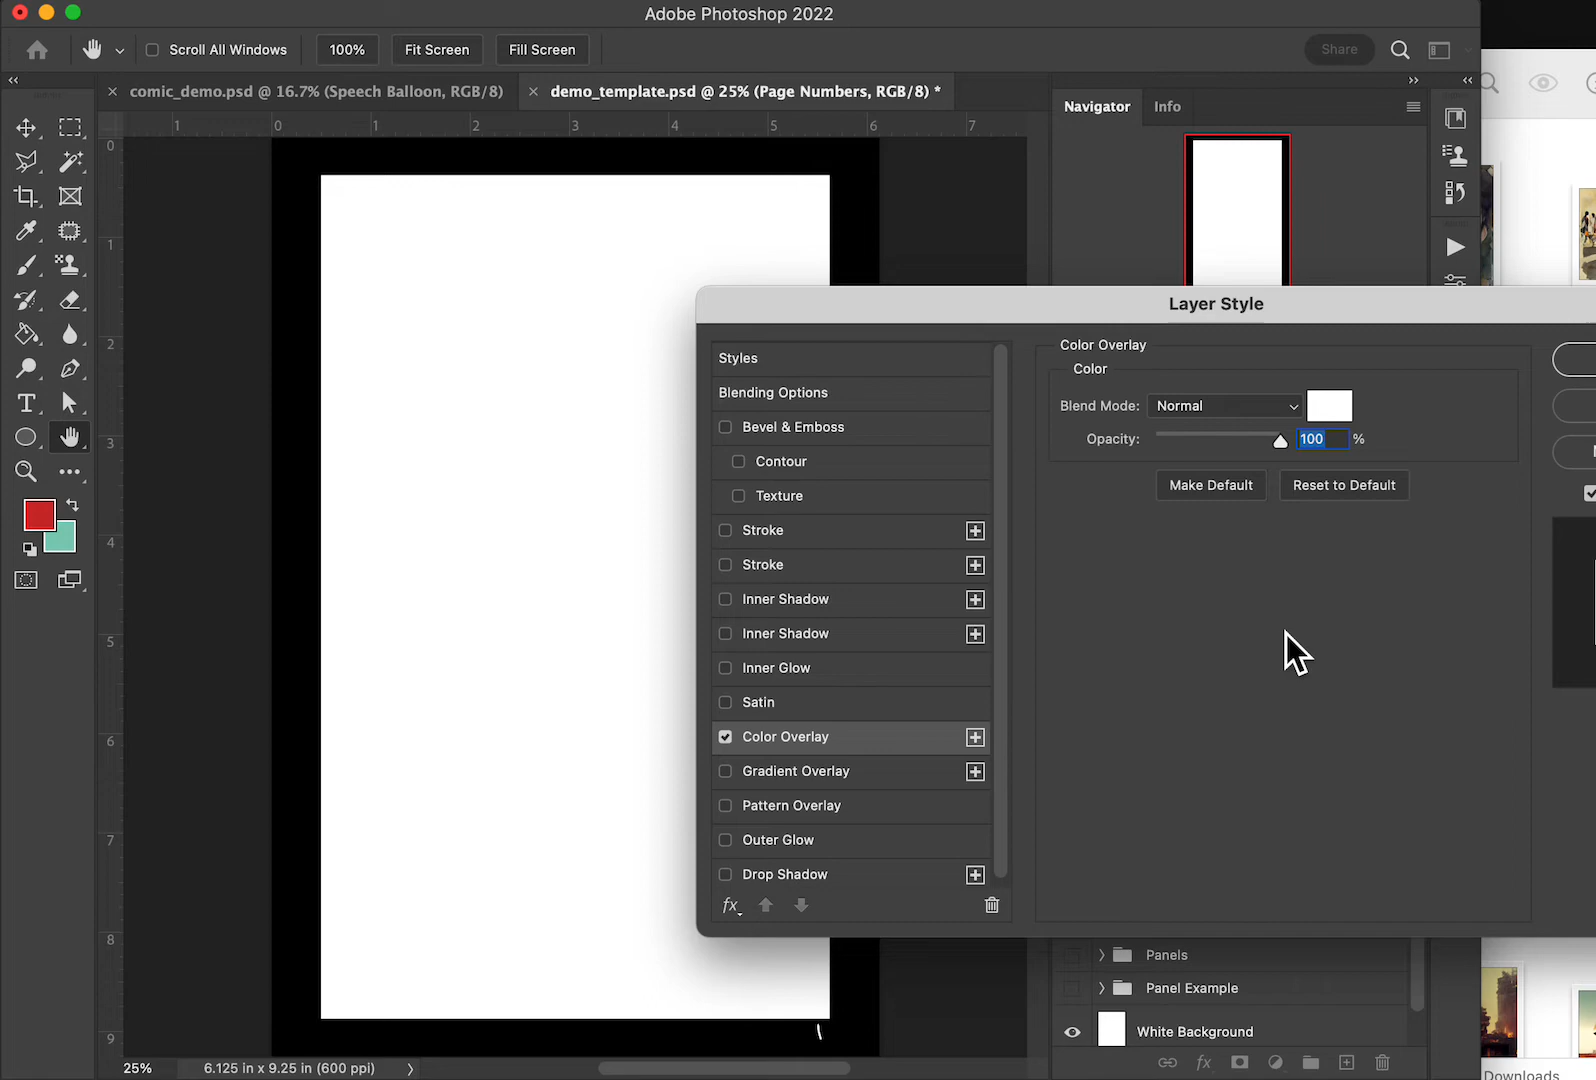 Adobe Photoshop 2022
Scroll All Windows 100% Fit Screen Fill Screen Share
comic_demo.psd @ 16.7% (Speech Balloon, RGB/8) demo_template.psd @ 25% (Page Numbers, RGB/8) *
Navigator Info
1 0 1 2 3 4 5 6 7
0
1
2
3
4
5
6
7
8
9
Layer Style
Styles
Blending Options
Bevel & Emboss
Contour
Texture
Stroke
Stroke
Inner Shadow
Inner Shadow
Inner Glow
Satin
Color Overlay
Gradient Overlay
Pattern Overlay
Outer Glow
Drop Shadow
fx
Color Overlay
Color
Blend Mode: Normal
Opacity: 100 %
Make Default Reset to Default
Panels
Panel Example
White Background
fx
25% 6.125 in x 9.25 in (600 ppi)
Downloads